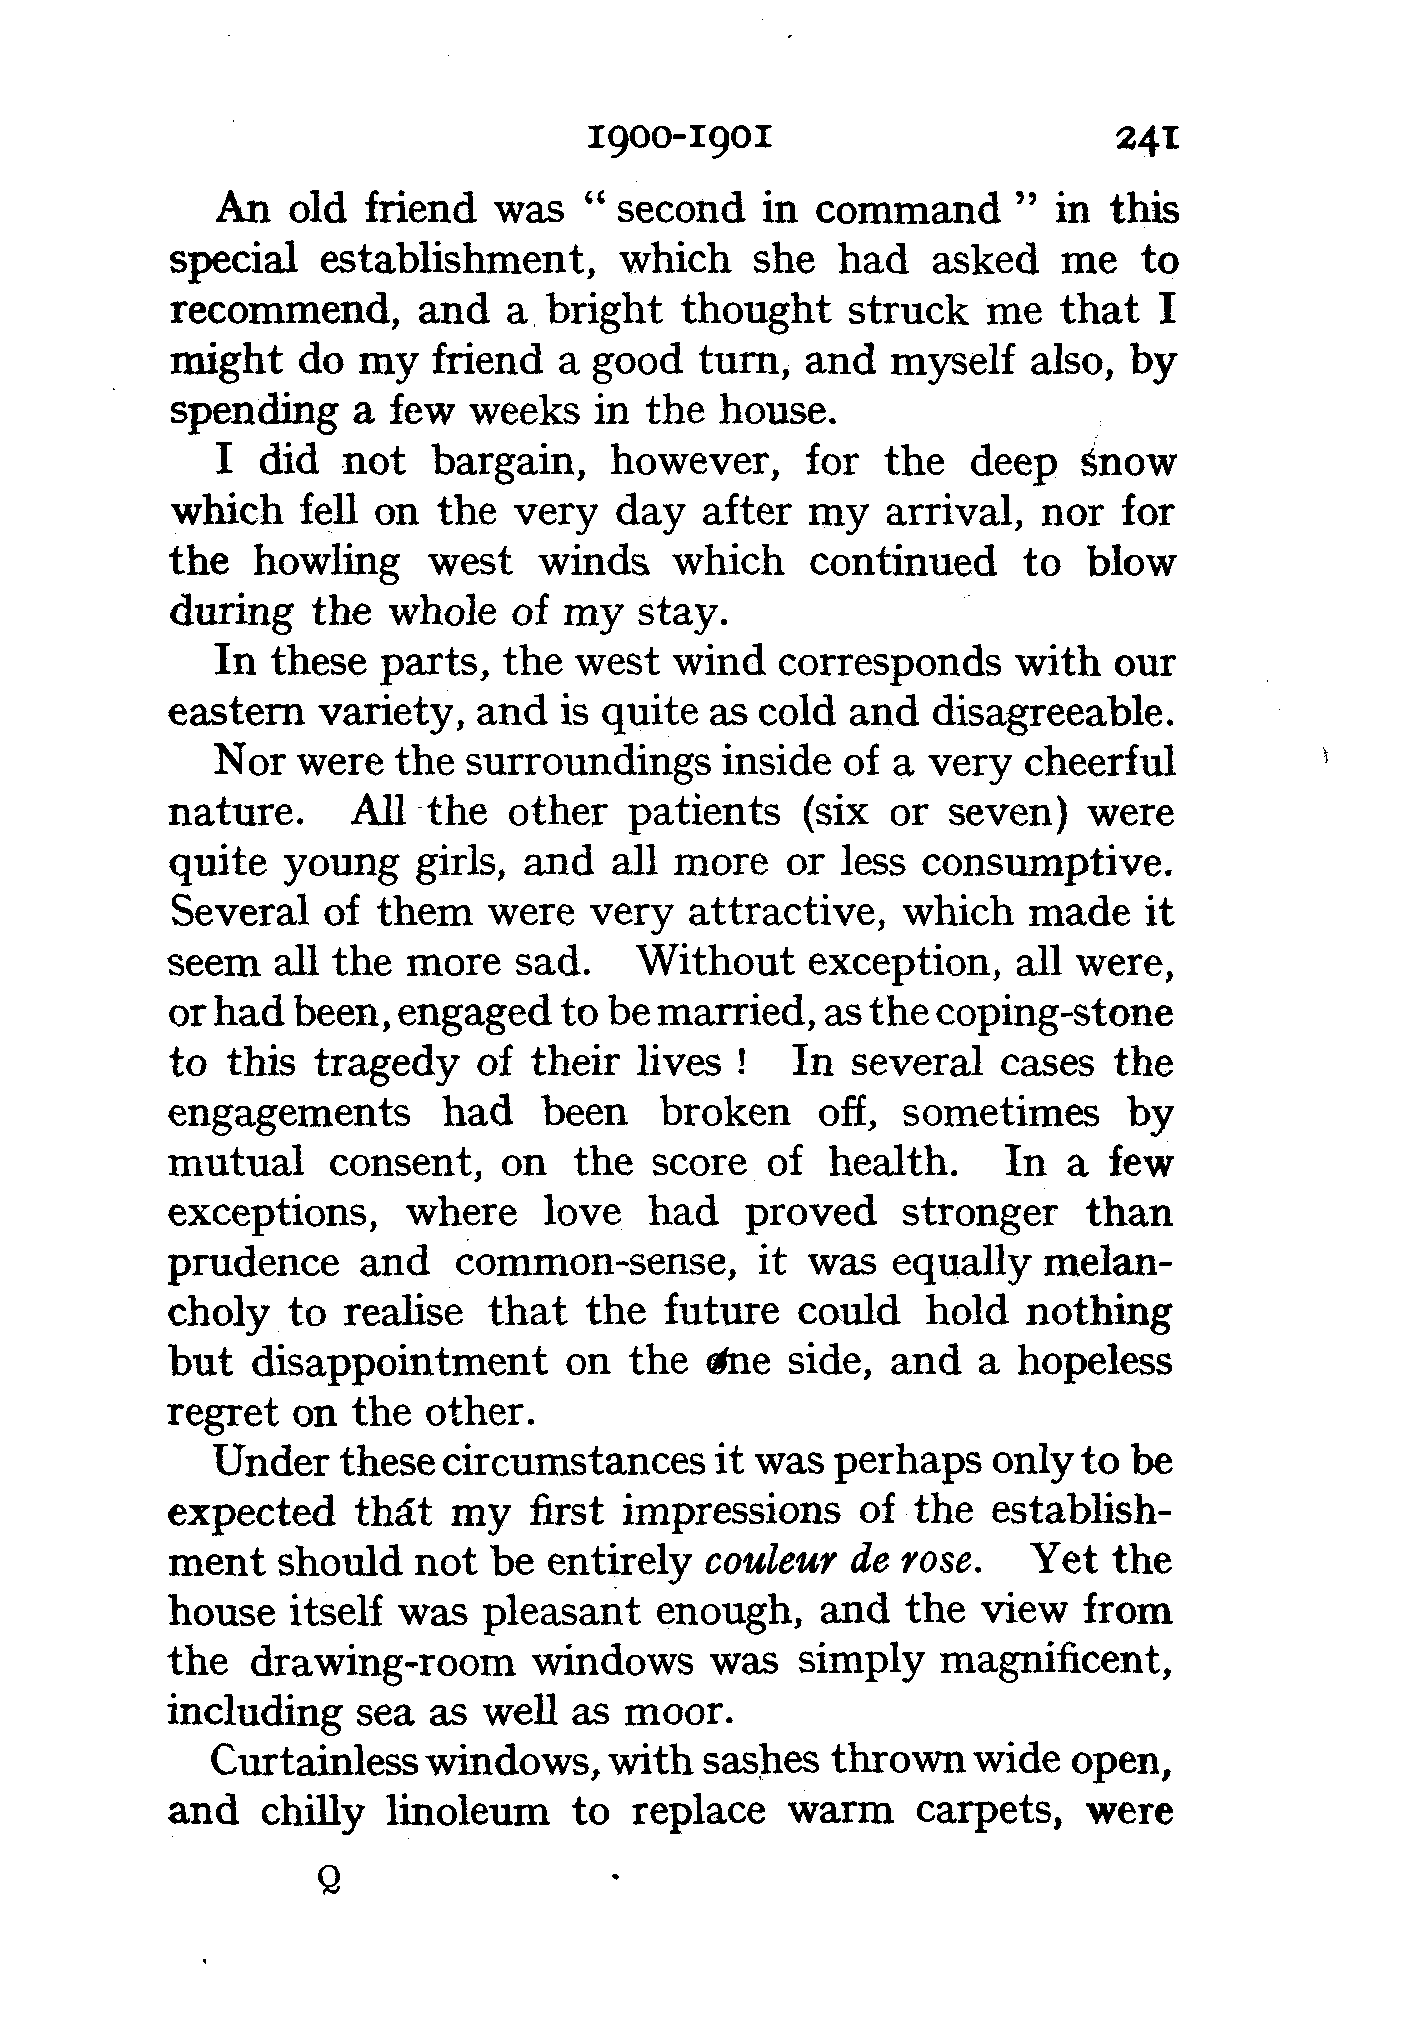 1900-1901 241
An old friend was “ second in command ” in this
special establishment, which she had asked me to
recommend, and a bright thought struck me that I
might do my friend a good turn, and myself also, by
spending a few weeks in the house.
I did not bargain, however, for the deep snow
which fell on the very day after my arrival, nor for
the howling west winds which continued to blow
during the whole of my stay.
In these parts, the west wind corresponds with our
eastern variety, and is quite as cold and disagreeable.
Nor were the surroundings inside of a very cheerful
nature. All the other patients (six or seven) were
quite young girls, and all more or less consumptive.
Several of them were very attractive, which made it
seem all the more sad. Without exception, all were,
or had been, engaged to be married, as the coping-stone
to this tragedy of their lives ! In several cases the
engagements had been broken off, sometimes by
mutual consent, on the score of health. In a few
exceptions, where love had proved stronger than
prudence and common-sense, it was equally melan-
choly to realise that the future could hold nothing
but disappointment on the one side, and a hopeless
regret on the other.
Under these circumstances it was perhaps only to be
expected that my first impressions of the establish-
ment should not be entirely couleur de rose. Yet the
house itself was pleasant enough, and the view from
the drawing-room windows was simply magnificent,
including sea as well as moor.
Curtainless windows, with sashes thrown wide open,
and chilly linoleum to replace warm carpets, were
Q